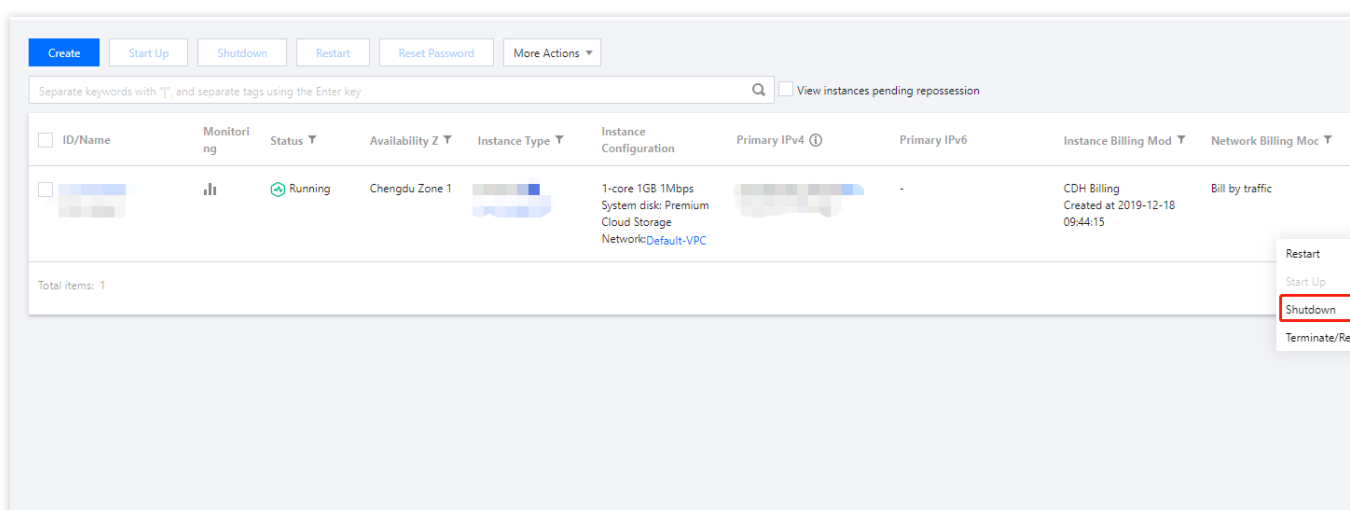 Create Start Up Shutdown Restart Reset Password More Actions
Separate keywords with "|", and separate tags using the Enter key View instances pending repossession
ID/Name Monitori
ng Status Availability Z Instance Type Instance
Configuration Primary IPv4 Primary IPv6 Instance Billing Mod Network Billing Moc
Running Chengdu Zone 1 1-core 1GB 1Mbps
System disk: Premium
Cloud Storage
Network:Default-VPC
-
CDH Billing
Created at 2019-12-18
09:44:15
Bill by traffic
Restart
Start Up
Shutdown
Terminate/Re
Total items: 1